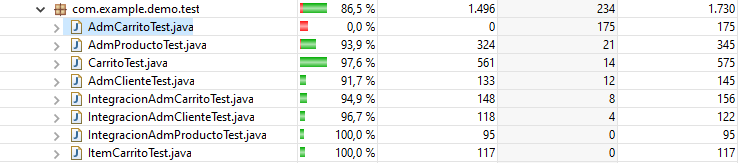 com.example.demo.test 86,5 % 1.496 234 1.730
AdmCarritoTest.java 0,0 % 0 175 175
AdmProductoTest.java 93,9 % 324 21 345
CarritoTest.java 97,6 % 561 14 575
AdmClienteTest.java 91,7 % 133 12 145
IntegracionAdmCarritoTest.java 94,9 % 148 8 156
IntegracionAdmClienteTest.java 96,7 % 118 4 122
IntegracionAdmProductoTest.java 100,0 % 95 0 95
ItemCarritoTest.java 100,0 % 117 0 117